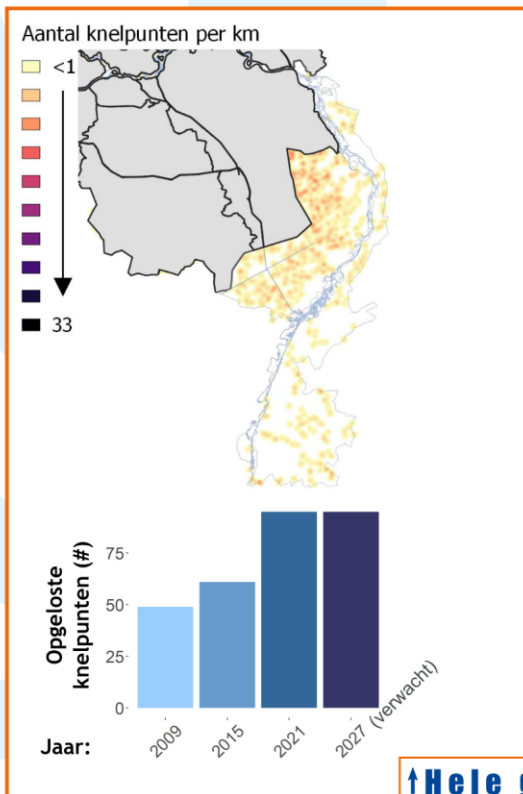 Aantal knelpunten per km
<1
33
Opgeloste
knelpunten (#)
75
50
25
0
Jaar:
2009
2015
2021
2027 (verwacht)
↑Hele g